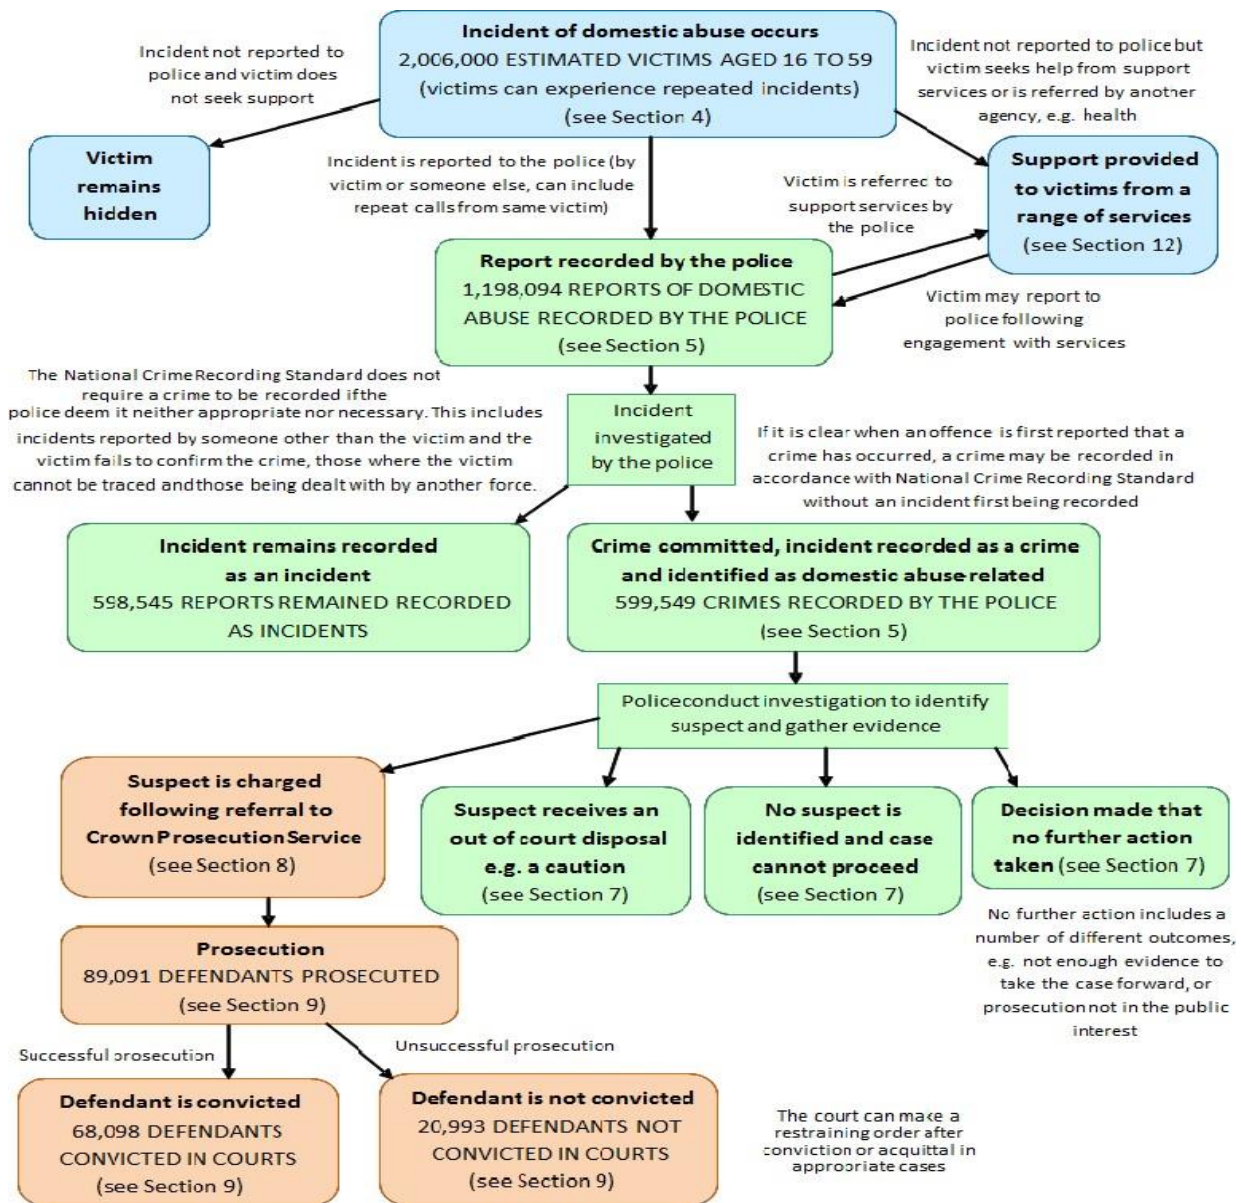 Incident of domestic abuse occurs
2,006,000 ESTIMATED VICTIMS AGED 16 TO 59
(victims can experience repeated incidents)
(see Section 4)
Incident not reported to
police and victim does
not seek support
Incident not reported to police but
victim seeks help from support
services or is referred by another
agency, e.g. health
Victim
remains
hidden
Incident is reported to the police (by
victim or someone else, can include
repeat calls from same victim)
Victim is referred to
support services by
the police
Support provided
to victims from a
range of services
(see Section 12)
Report recorded by the police
1,198,094 REPORTS OF DOMESTIC
ABUSE RECORDED BY THE POLICE
(see Section 5)
Victim may report to
police following
engagement with services
The National Crime Recording Standard does not
require a crime to be recorded if the
police deem it neither appropriate nor necessary. This includes
incidents reported by someone other than the victim and the
victim fails to confirm the crime, those where the victim
cannot be traced and those being dealt with by another force.
Incident
investigated
by the police
If it is clear when an offence is first reported that a
crime has occurred, a crime may be recorded in
accordance with National Crime Recording Standard
without an incident first being recorded
Incident remains recorded
as an incident
598,545 REPORTS REMAINED RECORDED
AS INCIDENTS
Crime committed, incident recorded as a crime
and identified as domestic abuse-related
599,549 CRIMES RECORDED BY THE POLICE
(see Section 5)
Police conduct investigation to identify
suspect and gather evidence
Suspect is charged
following referral to
Crown Prosecution Service
(see Section 8)
Suspect receives an
out of court disposal
e.g. a caution
(see Section 7)
No suspect is
identified and case
cannot proceed
(see Section 7)
Decision made that
no further action
taken (see Section 7)
No further action includes a
number of different outcomes,
e.g. not enough evidence to
take the case forward, or
prosecution not in the public
interest
Prosecution
89,091 DEFENDANTS PROSECUTED
(see Section 9)
Successful prosecution
Unsuccessful prosecution
Defendant is convicted
68,098 DEFENDANTS
CONVICTED IN COURTS
(see Section 9)
Defendant is not convicted
20,993 DEFENDANTS NOT
CONVICTED IN COURTS
(see Section 9)
The court can make a
restraining order after
conviction or acquittal in
appropriate cases